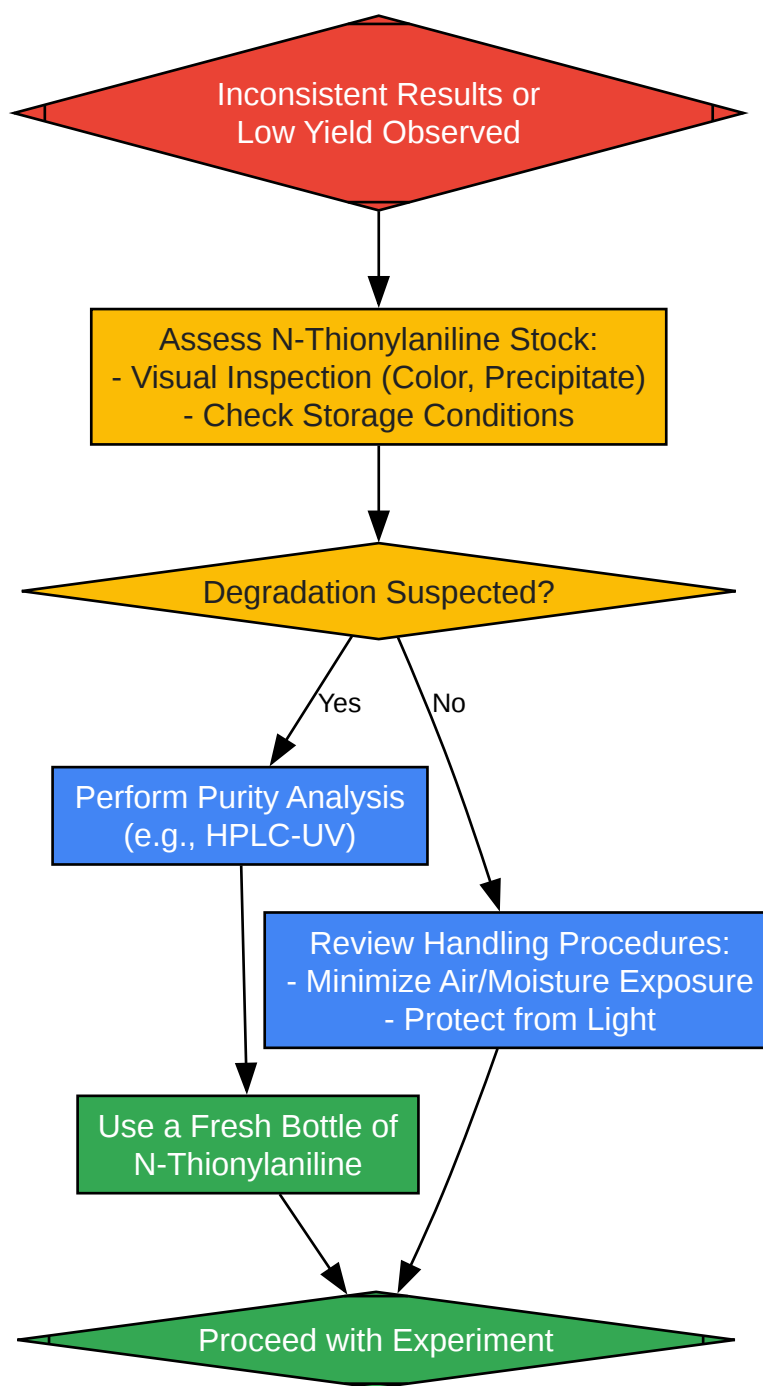 Inconsistent Results or
Low Yield Observed
Assess N-Thionylaniline Stock:
- Visual Inspection (Color, Precipitate)
- Check Storage Conditions
Degradation Suspected?
Yes
No
Perform Purity Analysis
(e.g., HPLC-UV)
Review Handling Procedures:
- Minimize Air/Moisture Exposure
- Protect from Light
Use a Fresh Bottle of
N-Thionylaniline
Proceed with Experiment